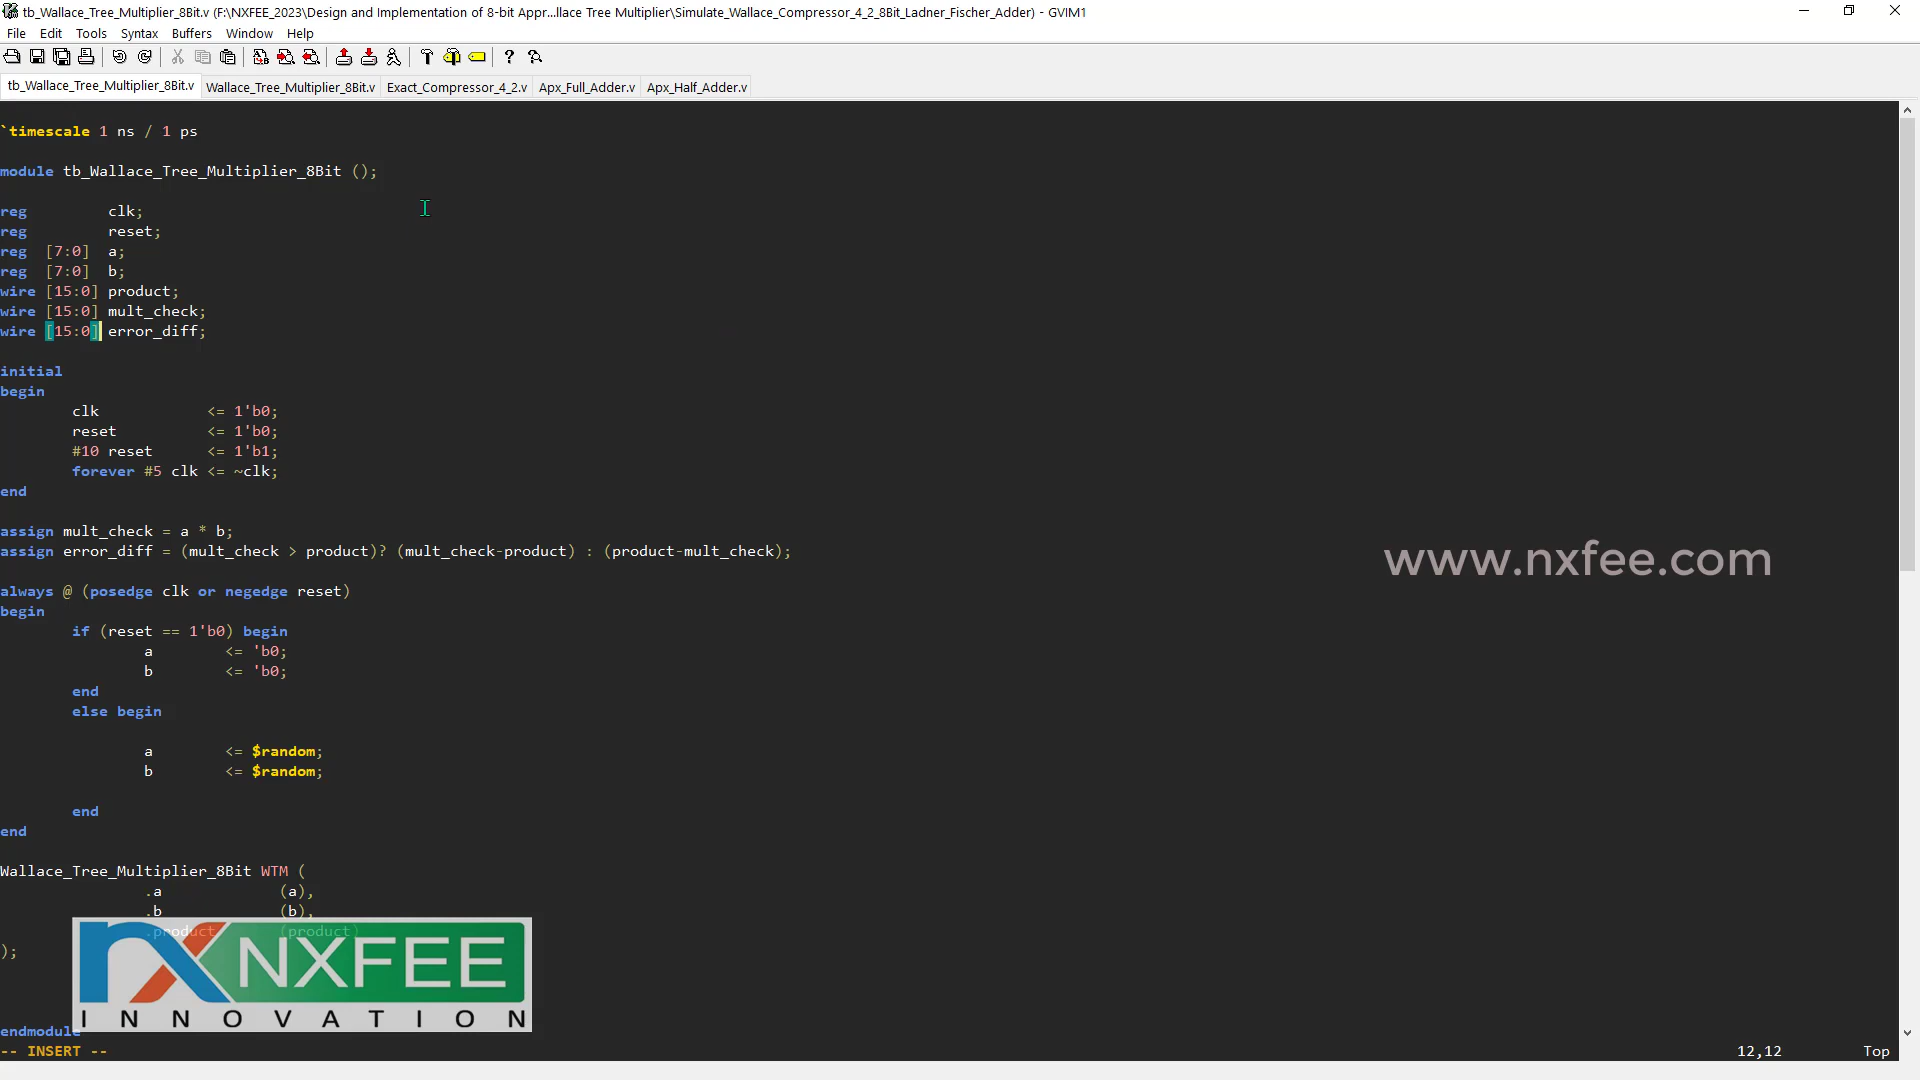 tb_Wallace_Tree_Multiplier_8Bit.v (F:\NXFEE_2023\Design and Implementation of 8-bit Appr...llace Tree Multiplier\Simulate_Wallace_Compressor_4_2_8Bit_Ladner_Fischer_Adder) - GVIM1
File Edit Tools Syntax Buffers Window Help
tb_Wallace_Tree_Multiplier_8Bit.v Wallace_Tree_Multiplier_8Bit.v Exact_Compressor_4_2.v Apx_Full_Adder.v Apx_Half_Adder.v
`timescale 1 ns / 1 ps
module tb_Wallace_Tree_Multiplier_8Bit ();
reg clk;
reg reset;
reg [7:0] a;
reg [7:0] b;
wire [15:0] product;
wire [15:0] mult_check;
wire [15:0] error_diff;
initial
begin
clk <= 1'b0;
reset <= 1'b0;
#10 reset <= 1'b1;
forever #5 clk <= ~clk;
end
assign mult_check = a * b;
assign error_diff = (mult_check > product)? (mult_check-product) : (product-mult_check);
www.nxfee.com
always @ (posedge clk or negedge reset)
begin
if (reset == 1'b0) begin
a <= 'b0;
b <= 'b0;
end
else begin
a <= $random;
b <= $random;
end
end
Wallace_Tree_Multiplier_8Bit WTM (
.a (a),
.b (b),
.product (product)
);
NXFEE
INNOVATION
endmodule
-- INSERT --
12,12 Top